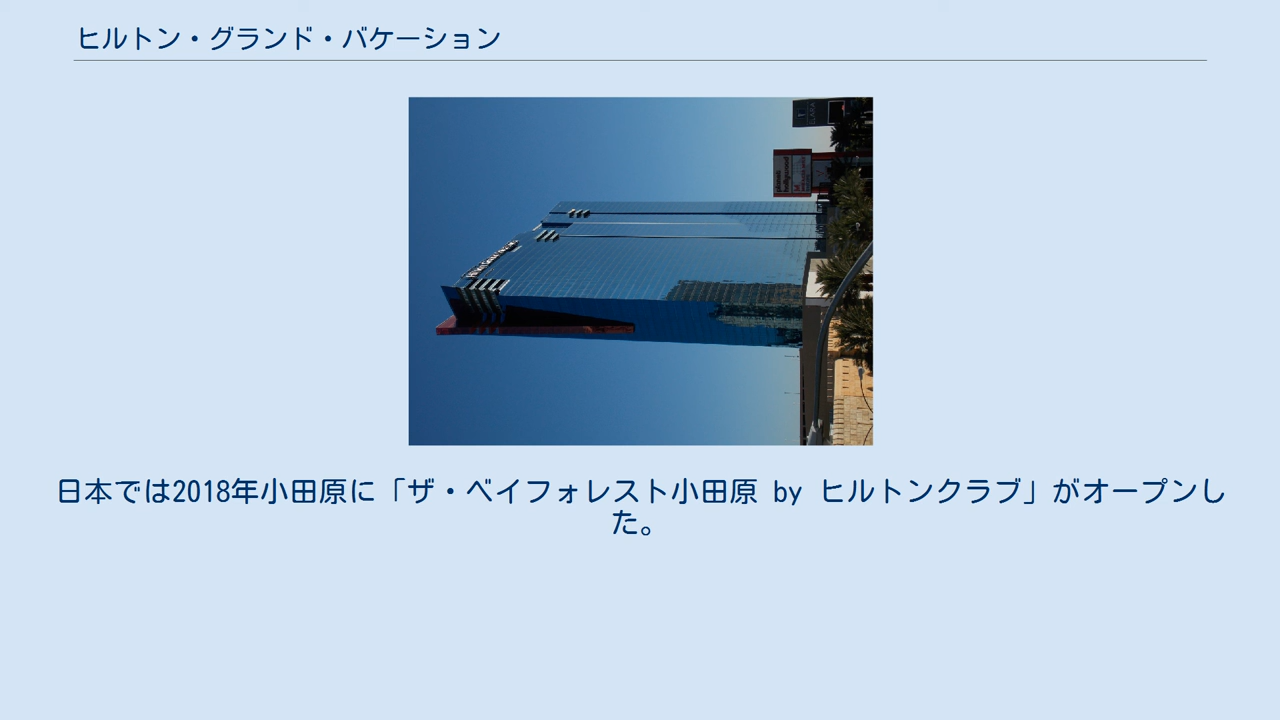 ヒルトン・グランド・バケーション
日本では2018年小田原に「ザ・ベイフォレスト小田原 by ヒルトンクラブ」がオープンし
た。